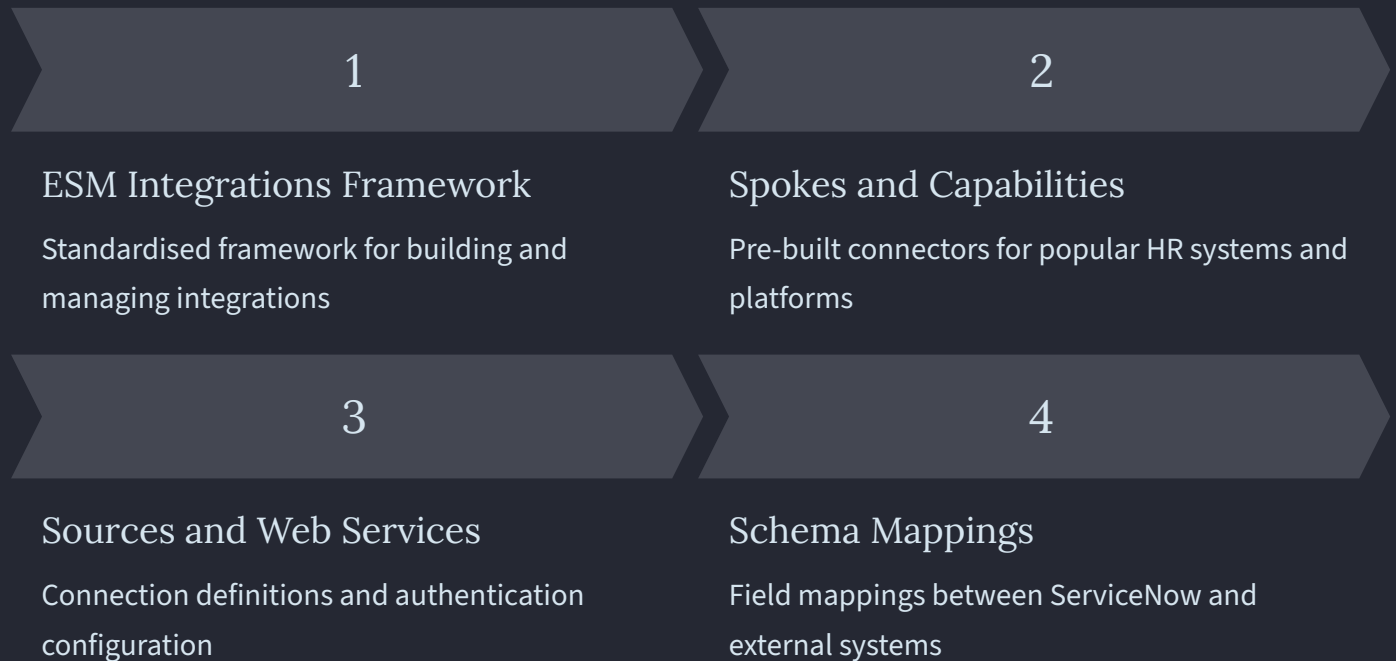 1
ESM Integrations Framework
Standardised framework for building and
managing integrations
2
Spokes and Capabilities
Pre-built connectors for popular HR systems and
platforms
3
Sources and Web Services
Connection definitions and authentication
configuration
4
Schema Mappings
Field mappings between ServiceNow and
external systems